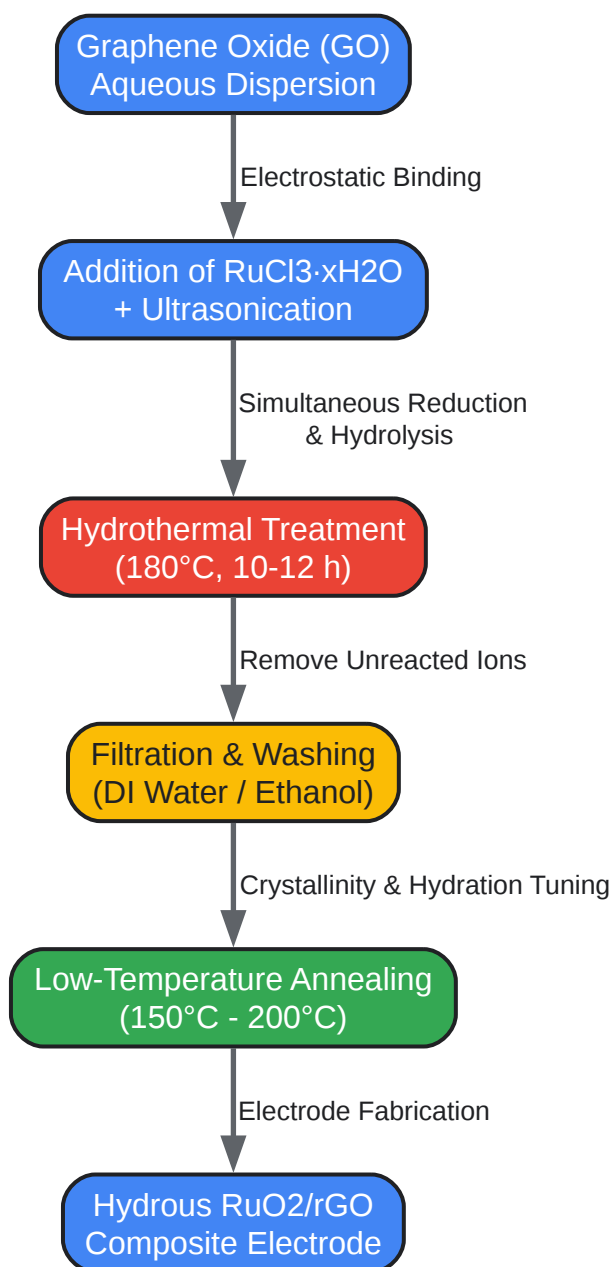 Graphene Oxide (GO)
Aqueous Dispersion
Electrostatic Binding
Addition of RuCl3·xH2O
+ Ultrasonication
Simultaneous Reduction
& Hydrolysis
Hydrothermal Treatment
(180°C, 10-12 h)
Remove Unreacted Ions
Filtration & Washing
(DI Water / Ethanol)
Crystallinity & Hydration Tuning
Low-Temperature Annealing
(150°C - 200°C)
Electrode Fabrication
Hydrous RuO2/rGO
Composite Electrode